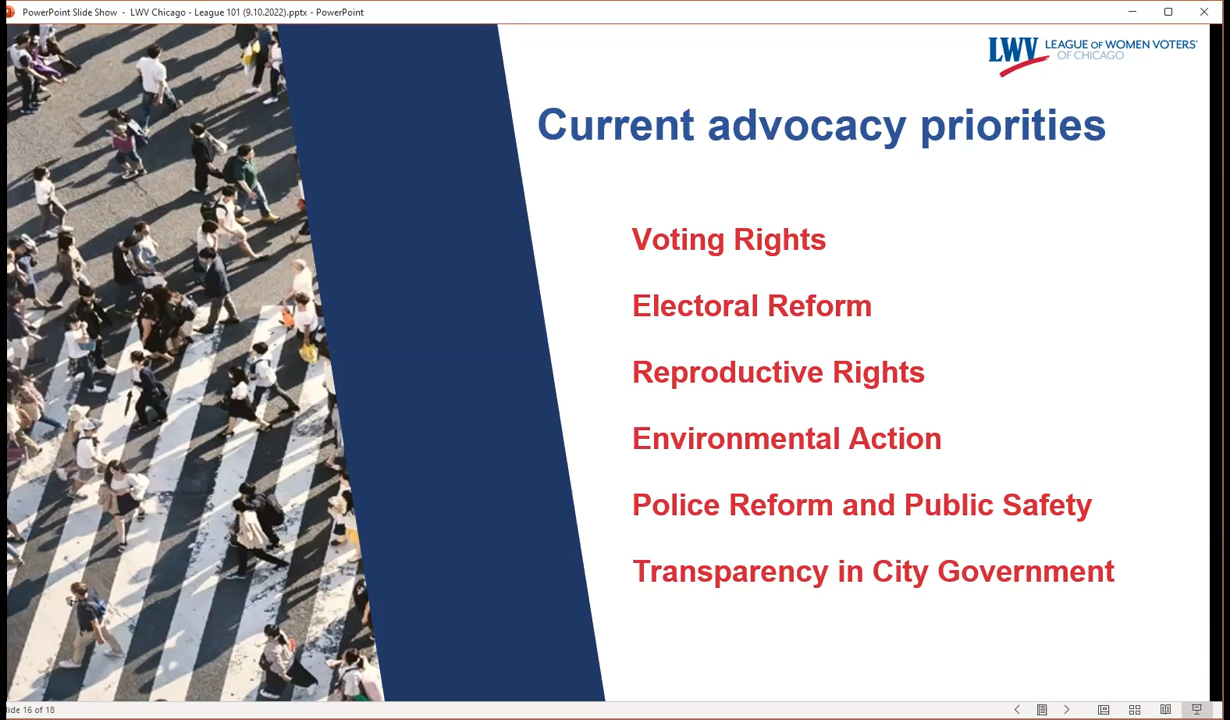 PowerPoint Slide Show - LWV Chicago - League 101 (9.10.2022).pptx - PowerPoint
LWV LEAGUE OF WOMEN VOTERS®
OF CHICAGO
Current advocacy priorities
Voting Rights
Electoral Reform
Reproductive Rights
Environmental Action
Police Reform and Public Safety
Transparency in City Government
lide 16 of 18